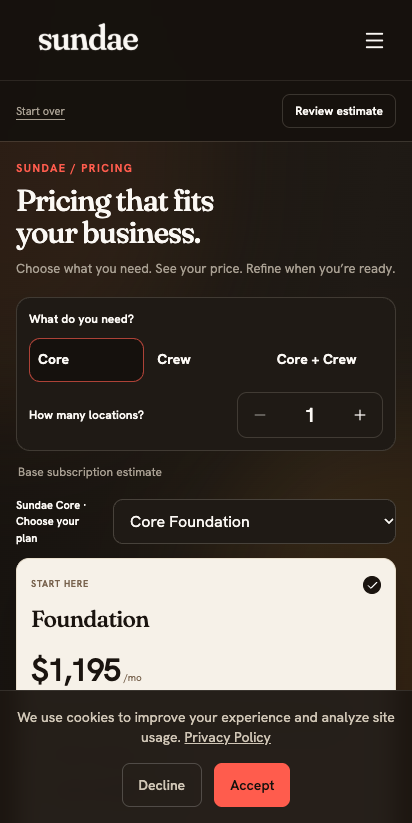 sundae
Start over
Review estimate
SUNDAE / PRICING
Pricing that fits
your business.
Choose what you need. See your price. Refine when you’re ready.
What do you need?
Core
Crew
Core + Crew
How many locations?
− 1 +
Base subscription estimate
Sundae Core ·
Choose your
plan
Core Foundation
START HERE
Foundation
$1,195 /mo
We use cookies to improve your experience and analyze site
usage. Privacy Policy
Decline
Accept